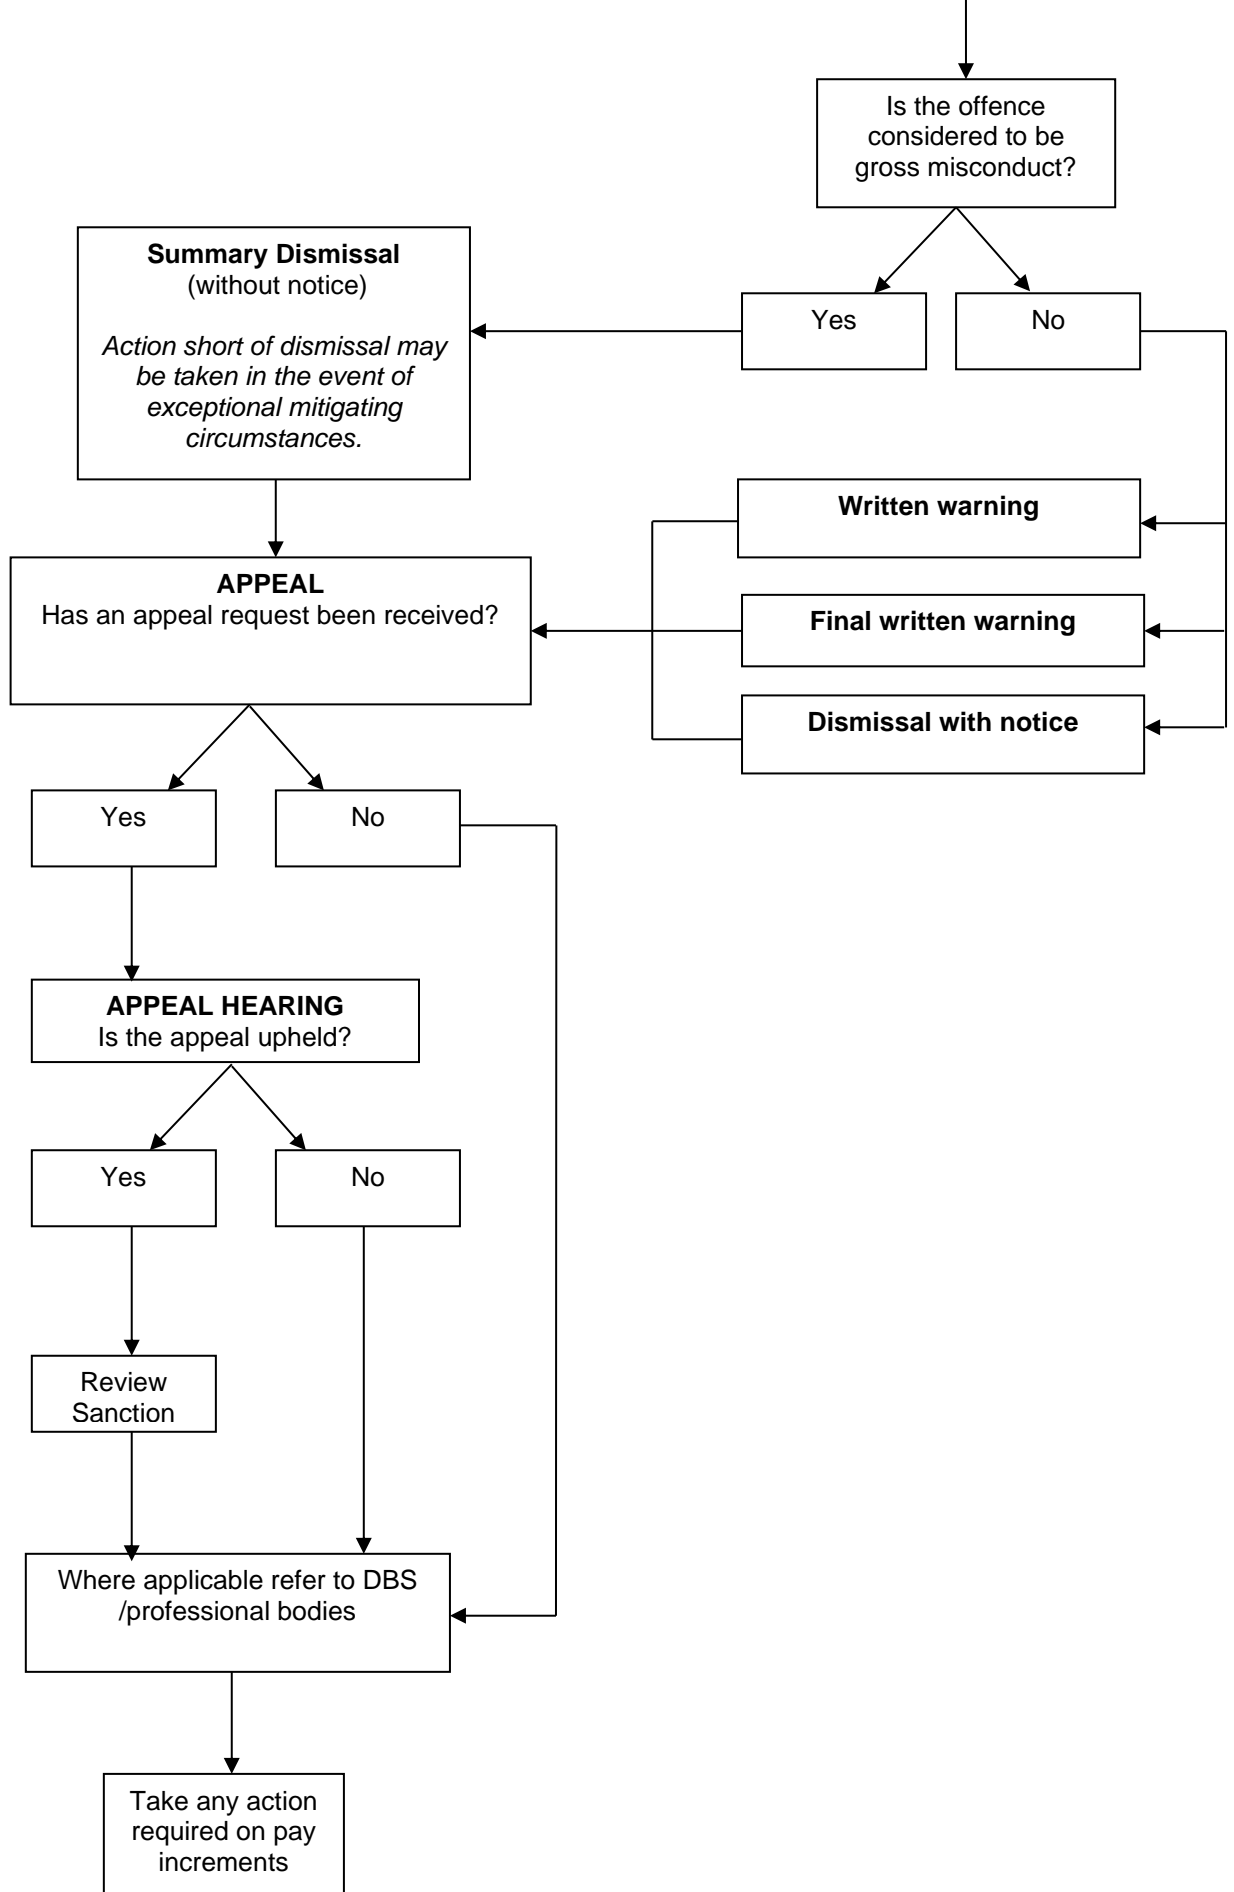 Is the offence
considered to be
gross misconduct?
Summary Dismissal
(without notice)
Action short of dismissal may
be taken in the event of
exceptional mitigating
circumstances.
Yes
No
Written warning
Final written warning
Dismissal with notice
APPEAL
Has an appeal request been received?
Yes
No
APPEAL HEARING
Is the appeal upheld?
Yes
No
Review
Sanction
Where applicable refer to DBS
/professional bodies
Take any action
required on pay
increments